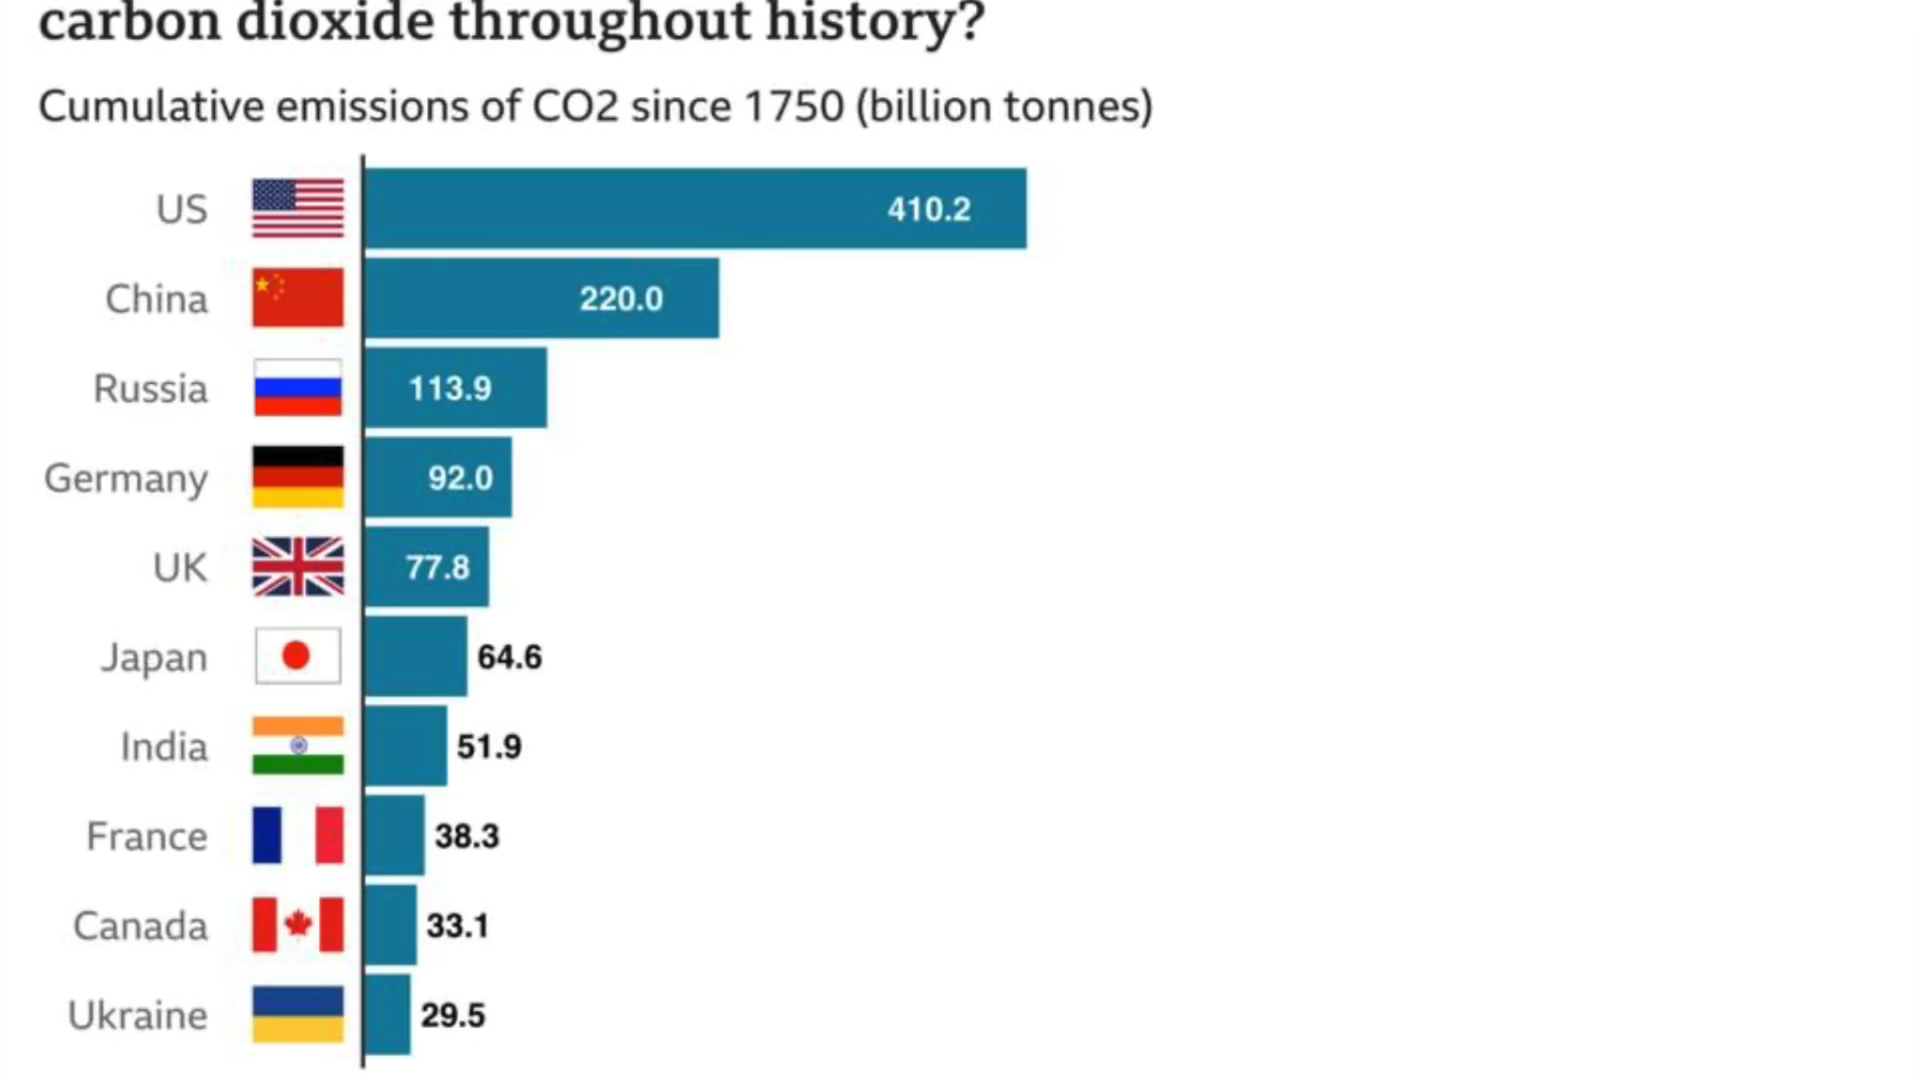 carbon dioxide throughout history?
Cumulative emissions of CO2 since 1750 (billion tonnes)
US 410.2
China 220.0
Russia 113.9
Germany 92.0
UK 77.8
Japan 64.6
India 51.9
France 38.3
Canada 33.1
Ukraine 29.5